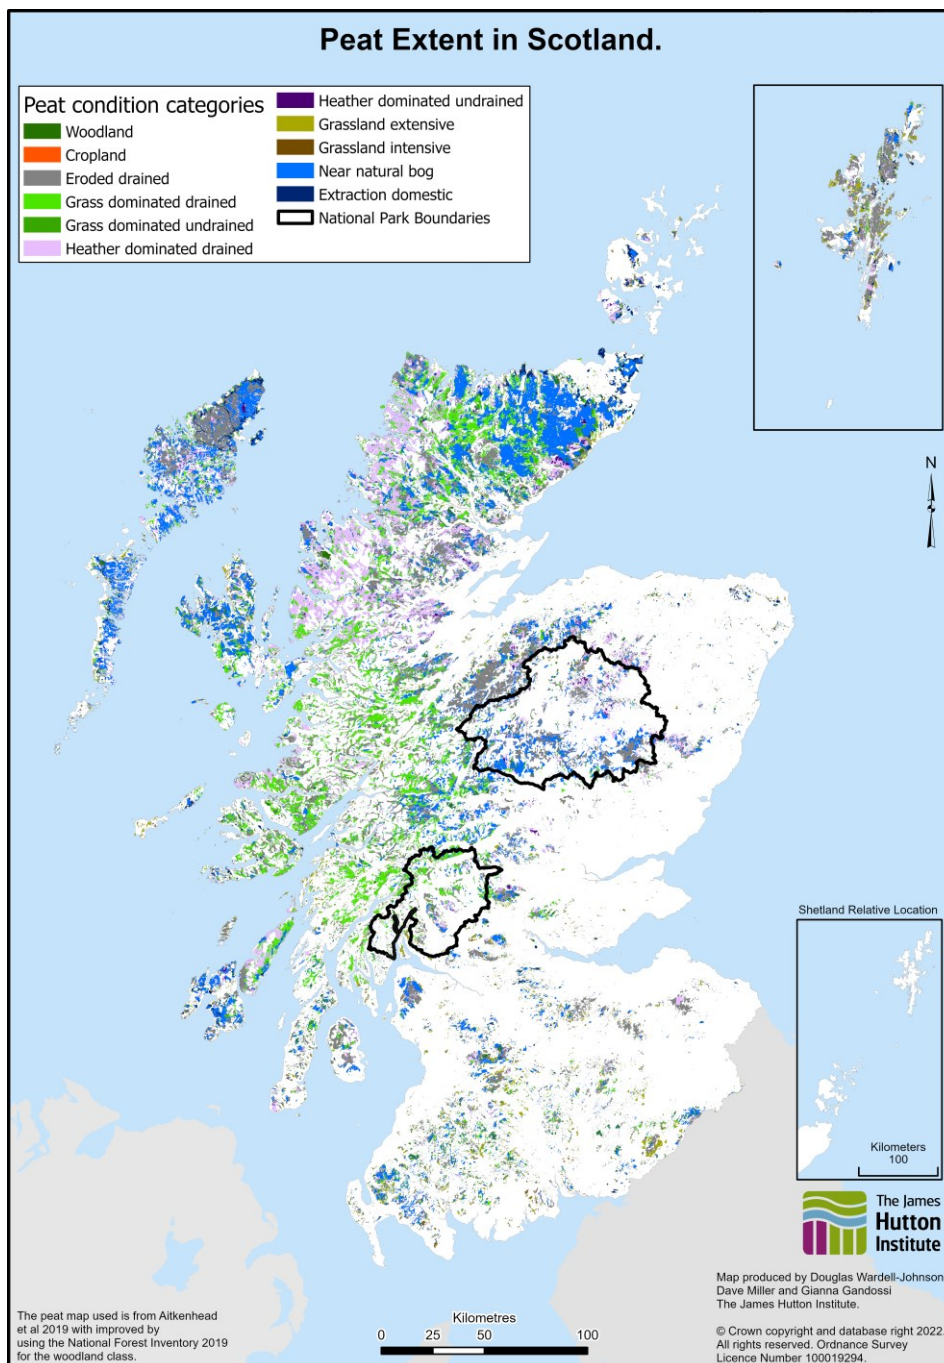 Peat Extent in Scotland.
Peat condition categories
Woodland
Cropland
Eroded drained
Grass dominated drained
Grass dominated undrained
Heather dominated drained
Heather dominated undrained
Grassland extensive
Grassland intensive
Near natural bog
Extraction domestic
National Park Boundaries
N
Shetland Relative Location
Kilometers
100
The James
Hutton
Institute
Map produced by Douglas Wardell-Johnson
Dave Miller and Gianna Gandossi
The James Hutton Institute.
© Crown copyright and database right 2022.
All rights reserved. Ordnance Survey
Licence Number 100019294.
The peat map used is from Aitkenhead
et al 2019 with improved by
using the National Forest Inventory 2019
for the woodland class.
Kilometres
0 25 50 100